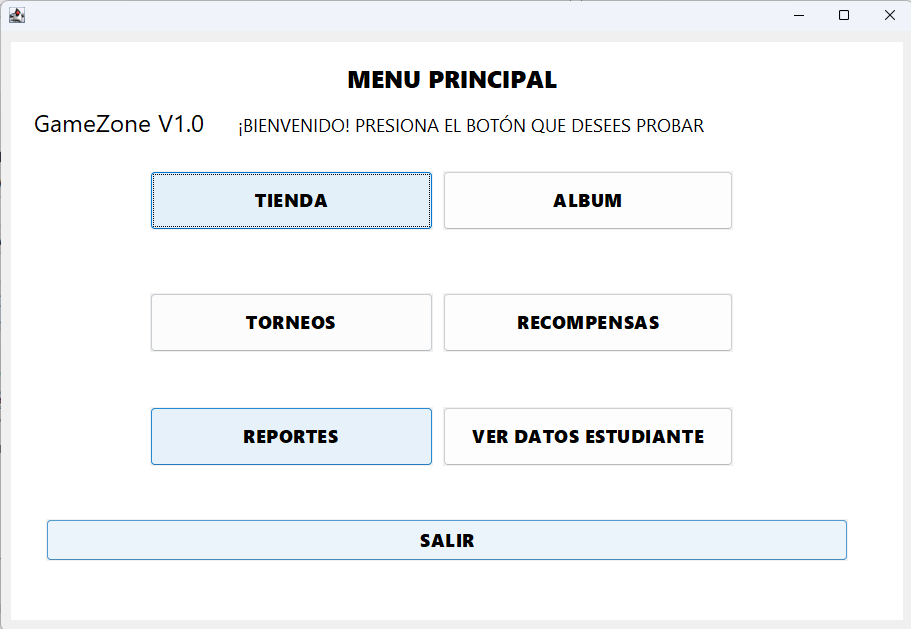 MENU PRINCIPAL
GameZone V1.0 ¡BIENVENIDO! PRESIONA EL BOTÓN QUE DESEES PROBAR
TIENDA ALBUM
TORNEOS RECOMPENSAS
REPORTES VER DATOS ESTUDIANTE
SALIR